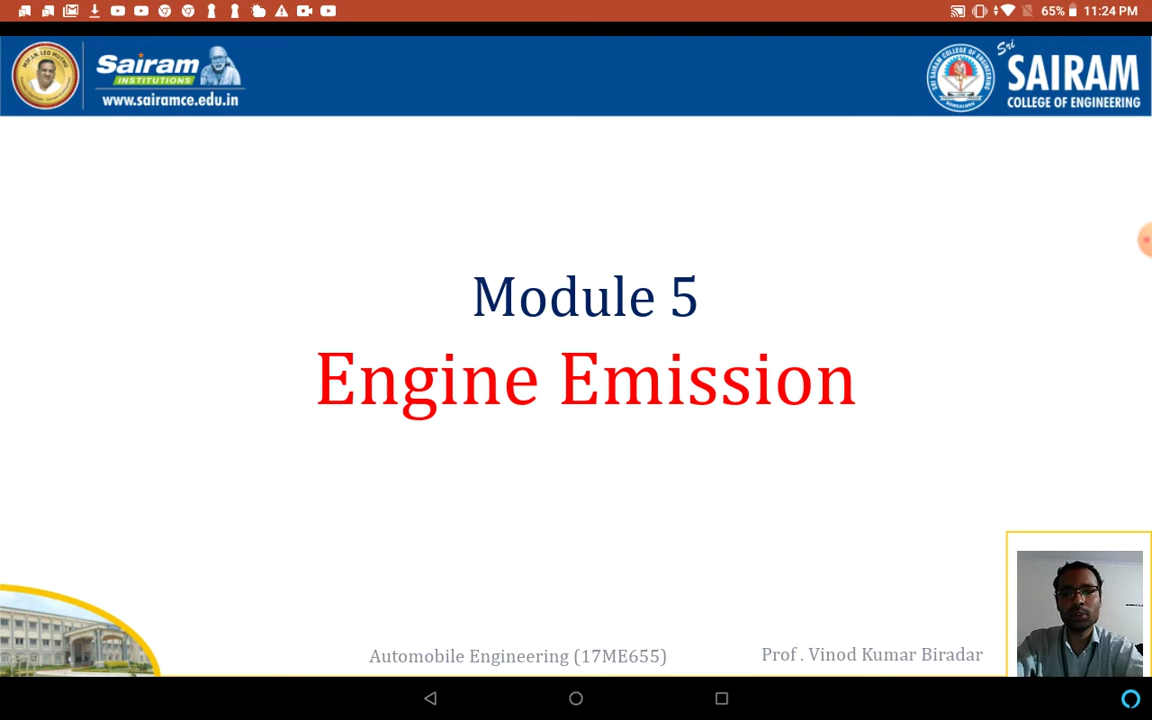 65% 11:24 PM
Sairam
INSTITUTIONS
www.sairamce.edu.in
Sri
SAIRAM
COLLEGE OF ENGINEERING
Module 5
Engine Emission
Automobile Engineering (17ME655)
Prof . Vinod Kumar Biradar